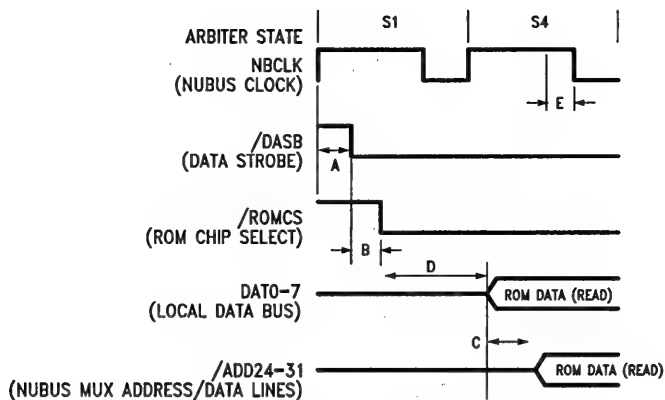 S1 S4
ARBITER STATE
NBCLK
(NUBUS CLOCK)
E
/DASB
(DATA STROBE)
A
/ROMCS
(ROM CHIP SELECT)
B
D
DAT0-7
(LOCAL DATA BUS)
ROM DATA (READ)
C
/ADD24-31
(NUBUS MUX ADDRESS/DATA LINES)
ROM DATA (READ)